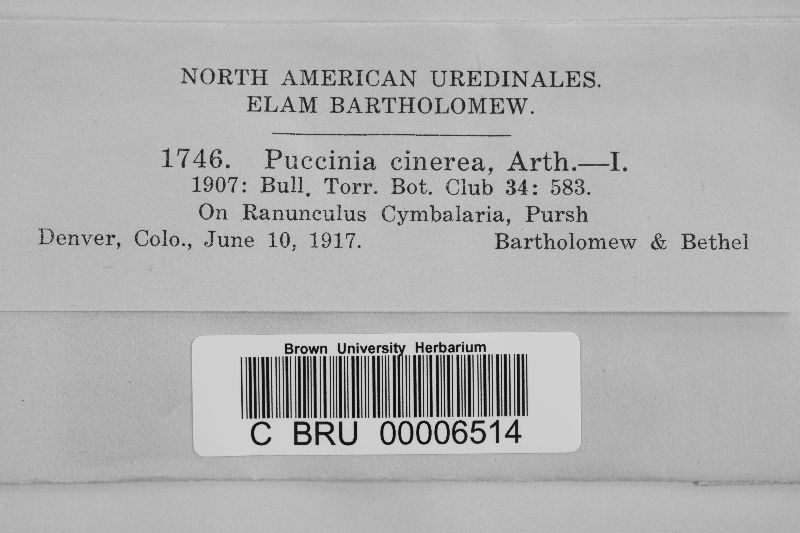 NORTH AMERICAN UREDINALES.
ELAM BARTHOLOMEW.
1746. Puccinia cinerea, Arth.—I.
1907: Bull. Torr. Bot. Club 34: 583.
On Ranunculus Cymbalaria, Pursh
Denver, Colo., June 10, 1917. Bartholomew & Bethel
Brown University Herbarium
C BRU 00006514